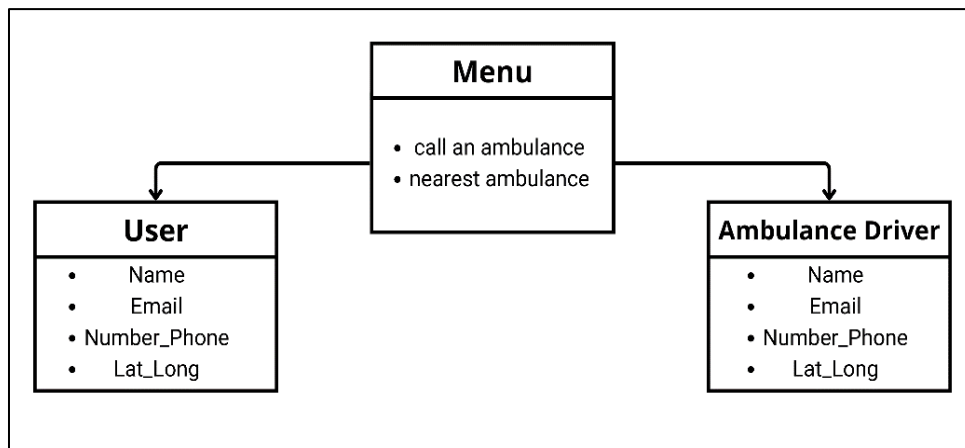 Menu
• call an ambulance
• nearest ambulance
User
• Name
• Email
• Number_Phone
• Lat_Long
Ambulance Driver
• Name
• Email
• Number_Phone
• Lat_Long